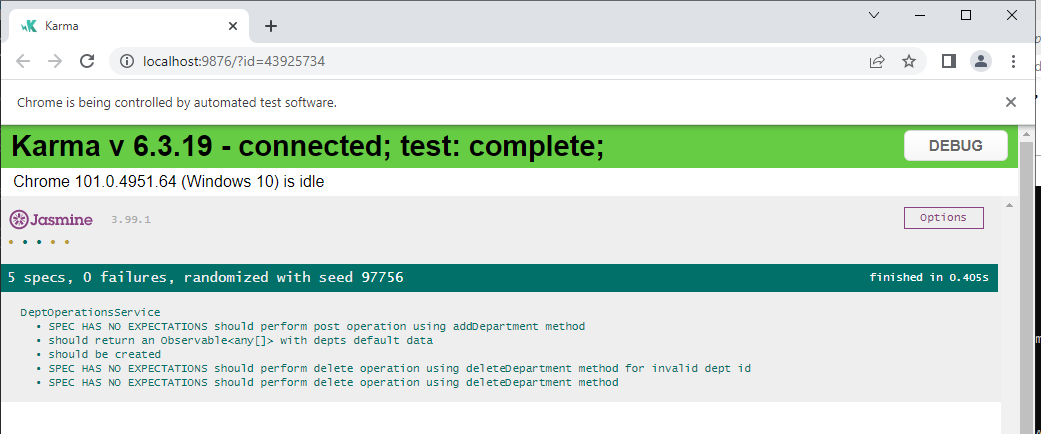 Karma
localhost:9876/?id=43925734
Chrome is being controlled by automated test software.
Karma v 6.3.19 - connected; test: complete;
DEBUG
Chrome 101.0.4951.64 (Windows 10) is idle
Jasmine 3.99.1
Options
5 specs, 0 failures, randomized with seed 97756
finished in 0.405s
DeptOperationsService
• SPEC HAS NO EXPECTATIONS should perform post operation using addDepartment method
• should return an Observable<any[]> with depts default data
• should be created
• SPEC HAS NO EXPECTATIONS should perform delete operation using deleteDepartment method for invalid dept id
• SPEC HAS NO EXPECTATIONS should perform delete operation using deleteDepartment method